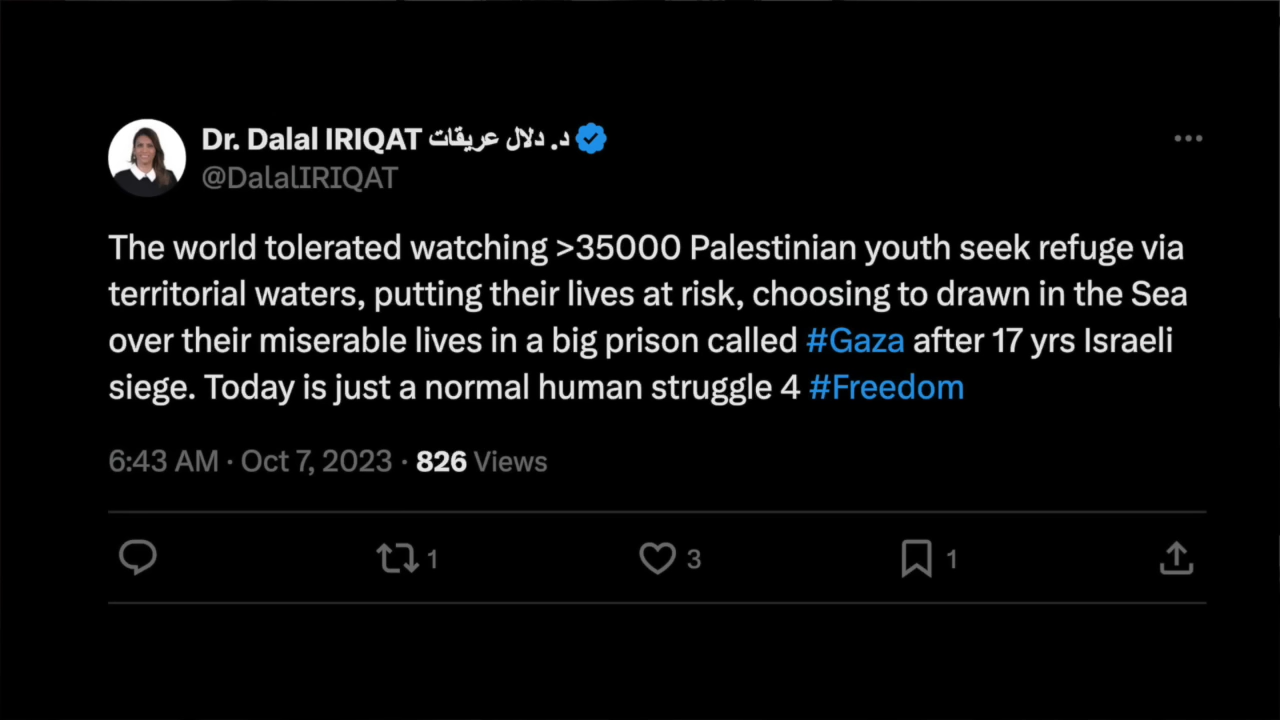 Dr. Dalal IRIQAT د. دلال عريقات
@DalalIRIQAT
The world tolerated watching >35000 Palestinian youth seek refuge via
territorial waters, putting their lives at risk, choosing to drawn in the Sea
over their miserable lives in a big prison called #Gaza after 17 yrs Israeli
siege. Today is just a normal human struggle 4 #Freedom
6:43 AM · Oct 7, 2023 · 826 Views
1 3 1